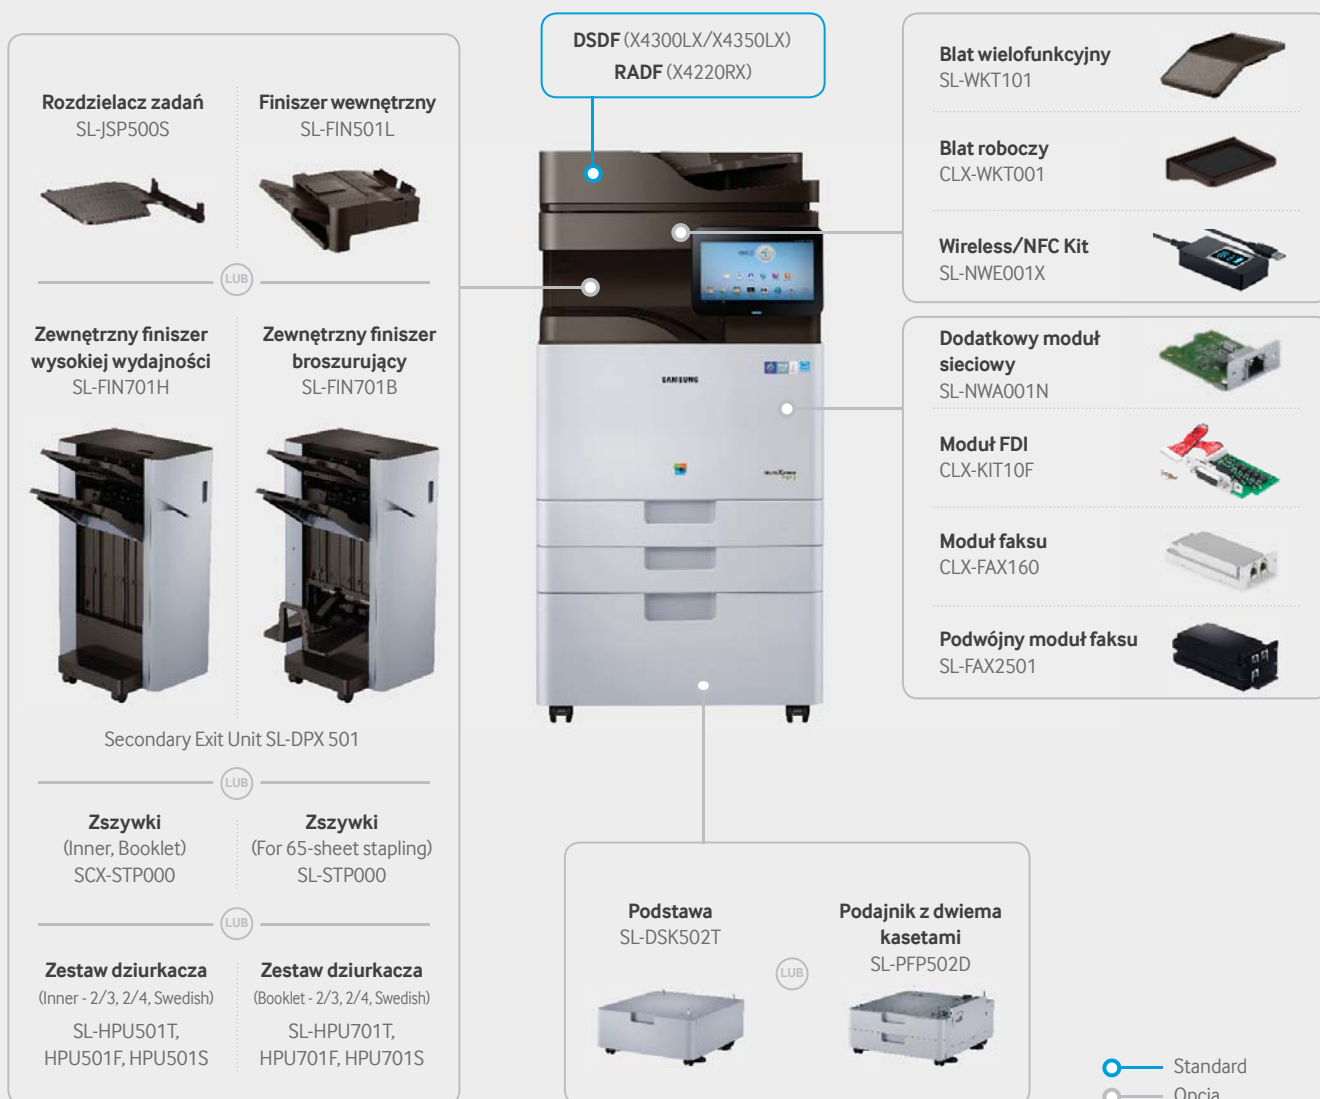 DSDF (X4300LX/X4350LX)
RADF (X4220RX)
Rozdzielacz zadań
SL-JSP500S
Finiszer wewnętrzny
SL-FIN501L
LUB
Zewnętrzny finiszer
wysokiej wydajności
SL-FIN701H
Zewnętrzny finiszer
broszurujący
SL-FIN701B
Secondary Exit Unit SL-DPX 501
LUB
Zszywki
(Inner, Booklet)
SCX-STP000
Zszywki
(For 65-sheet stapling)
SL-STP000
LUB
Zestaw dziurkacza
(Inner - 2/3, 2/4, Swedish)
SL-HPU501T,
HPU501F, HPU501S
Zestaw dziurkacza
(Booklet - 2/3, 2/4, Swedish)
SL-HPU701T,
HPU701F, HPU701S
SAMSUNG
Blat wielofunkcyjny
SL-WKT101
Blat roboczy
CLX-WKT001
Wireless/NFC Kit
SL-NWE001X
Dodatkowy moduł
sieciowy
SL-NWA001N
Moduł FDI
CLX-KIT10F
Moduł faksu
CLX-FAX160
Podwójny moduł faksu
SL-FAX2501
Podstawa
SL-DSK502T
LUB
Podajnik z dwiema
kasetami
SL-PFP502D
Standard
Opcja